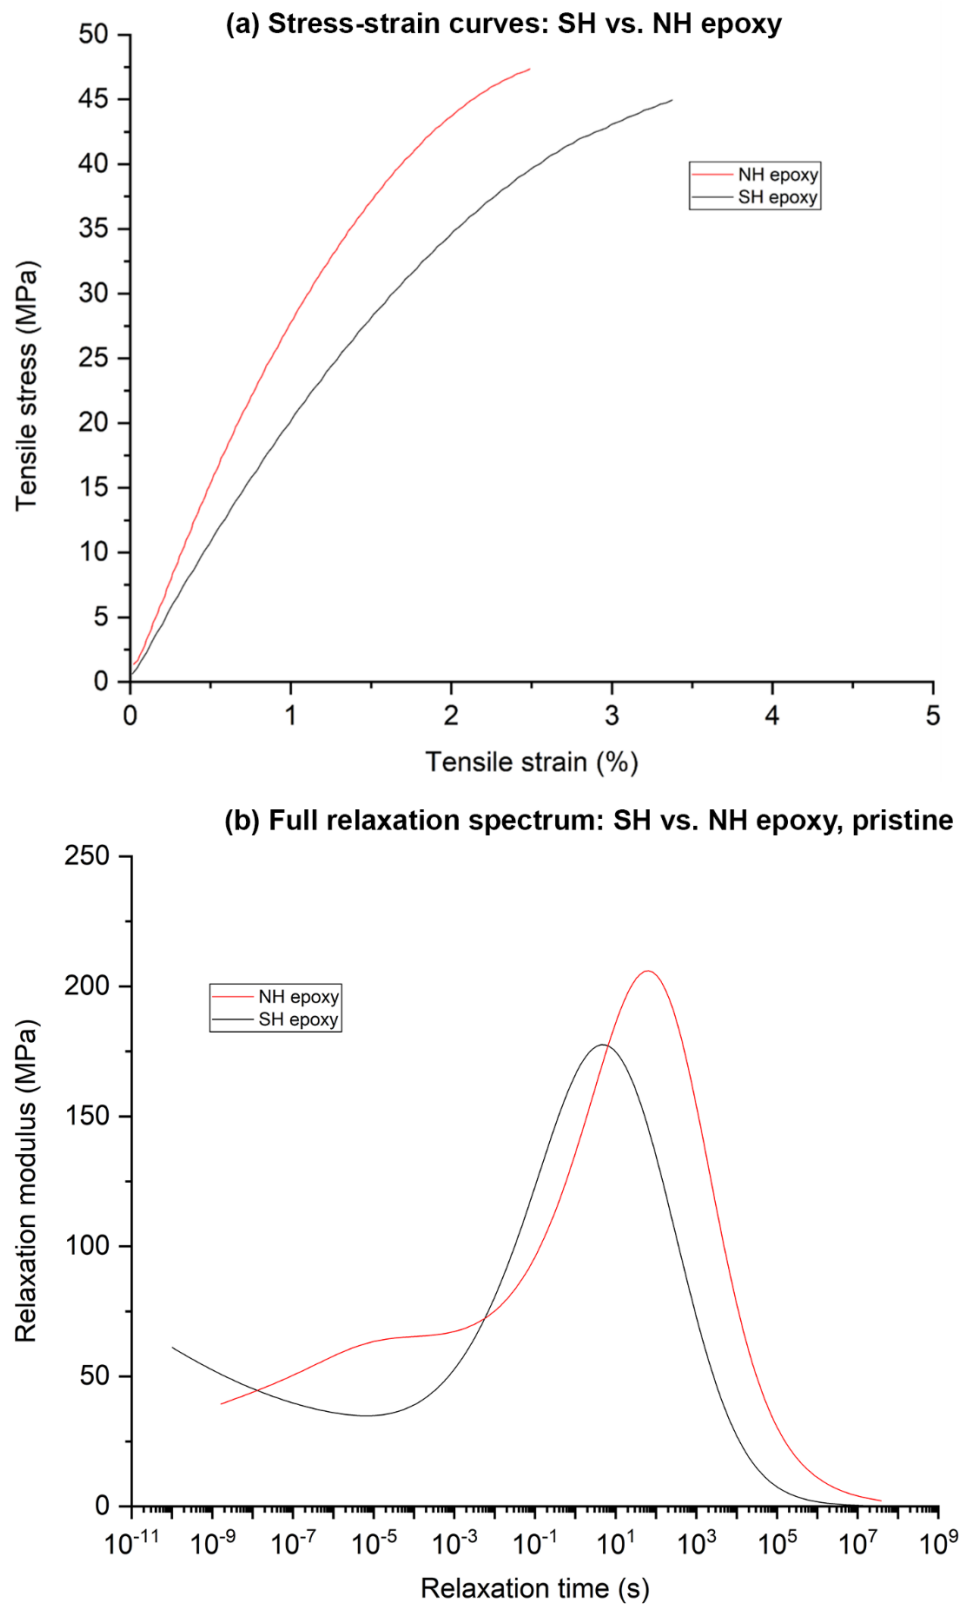 (a) Stress-strain curves: SH vs. NH epoxy
50
45
40
35
30
25
20
15
10
5
0
Tensile stress (MPa)
NH epoxy
SH epoxy
0 1 2 3 4 5
Tensile strain (%)
(b) Full relaxation spectrum: SH vs. NH epoxy, pristine
250
200
150
100
50
0
Relaxation modulus (MPa)
NH epoxy
SH epoxy
10-11 10-9 10-7 10-5 10-3 10-1 101 103 105 107 109
Relaxation time (s)